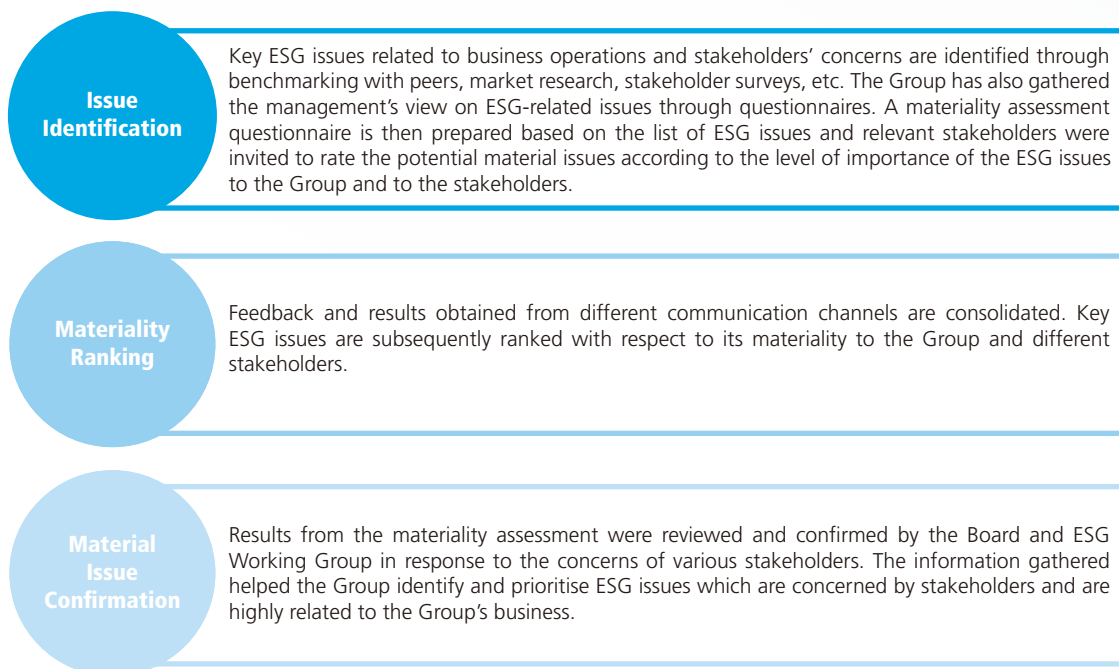 Issue
Identification
Key ESG issues related to business operations and stakeholders’ concerns are identified through
benchmarking with peers, market research, stakeholder surveys, etc. The Group has also gathered
the management’s view on ESG-related issues through questionnaires. A materiality assessment
questionnaire is then prepared based on the list of ESG issues and relevant stakeholders were
invited to rate the potential material issues according to the level of importance of the ESG issues
to the Group and to the stakeholders.
Materiality
Ranking
Feedback and results obtained from different communication channels are consolidated. Key
ESG issues are subsequently ranked with respect to its materiality to the Group and different
stakeholders.
Material
Issue
Confirmation
Results from the materiality assessment were reviewed and confirmed by the Board and ESG
Working Group in response to the concerns of various stakeholders. The information gathered
helped the Group identify and prioritise ESG issues which are concerned by stakeholders and are
highly related to the Group’s business.